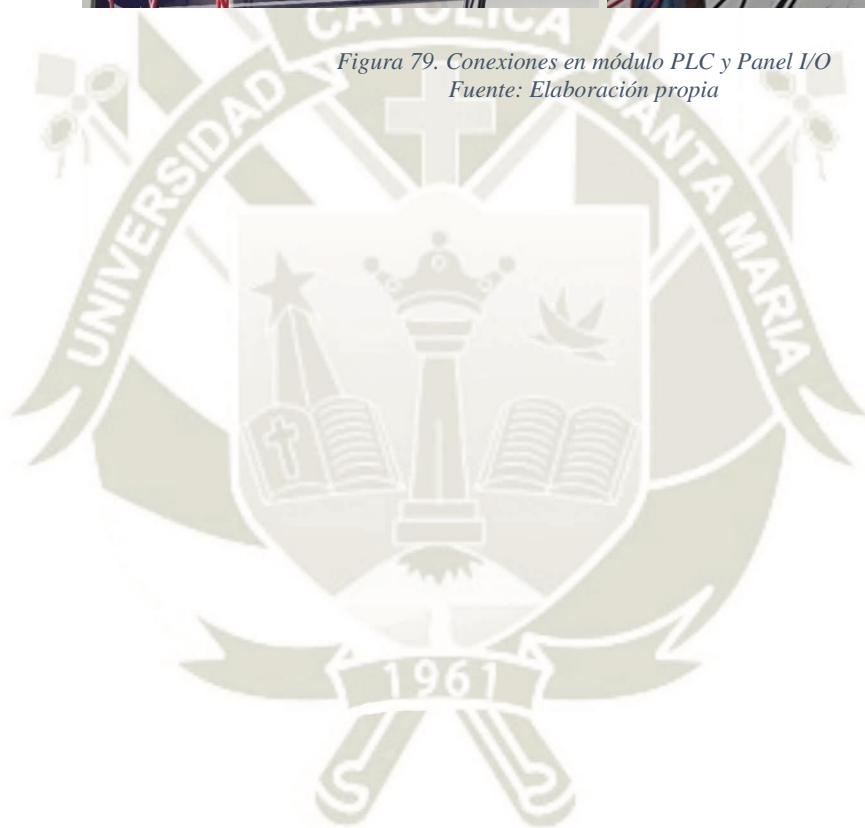 CATOLICA
Figura 79. Conexiones en módulo PLC y Panel I/O
Fuente: Elaboración propia
UNIVERSIDAD
SANTA MARIA
1961